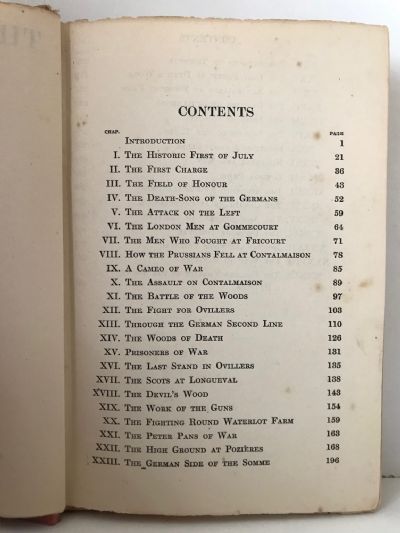 TH
CONTENTS
CHAP. PAGE
INTRODUCTION 1
I. THE HISTORIC FIRST OF JULY 21
II. THE FIRST CHARGE 36
III. THE FIELD OF HONOUR 43
IV. THE DEATH-SONG OF THE GERMANS 52
V. THE ATTACK ON THE LEFT 59
VI. THE LONDON MEN AT GOMMECOURT 64
VII. THE MEN WHO FOUGHT AT FRICOURT 71
VIII. HOW THE PRUSSIANS FELL AT CONTALMAISON 78
IX. A CAMEO OF WAR 85
X. THE ASSAULT ON CONTALMAISON 89
XI. THE BATTLE OF THE WOODS 97
XII. THE FIGHT FOR OVILLERS 103
XIII. THROUGH THE GERMAN SECOND LINE 110
XIV. THE WOODS OF DEATH 126
XV. PRISONERS OF WAR 131
XVI. THE LAST STAND IN OVILLERS 135
XVII. THE SCOTS AT LONGUEVAL 138
XVIII. THE DEVIL'S WOOD 143
XIX. THE WORK OF THE GUNS 154
XX. THE FIGHTING ROUND WATERLOT FARM 159
XXI. THE PETER PANS OF WAR 163
XXII. THE HIGH GROUND AT POZIÈRES 168
XXIII. THE GERMAN SIDE OF THE SOMME 196